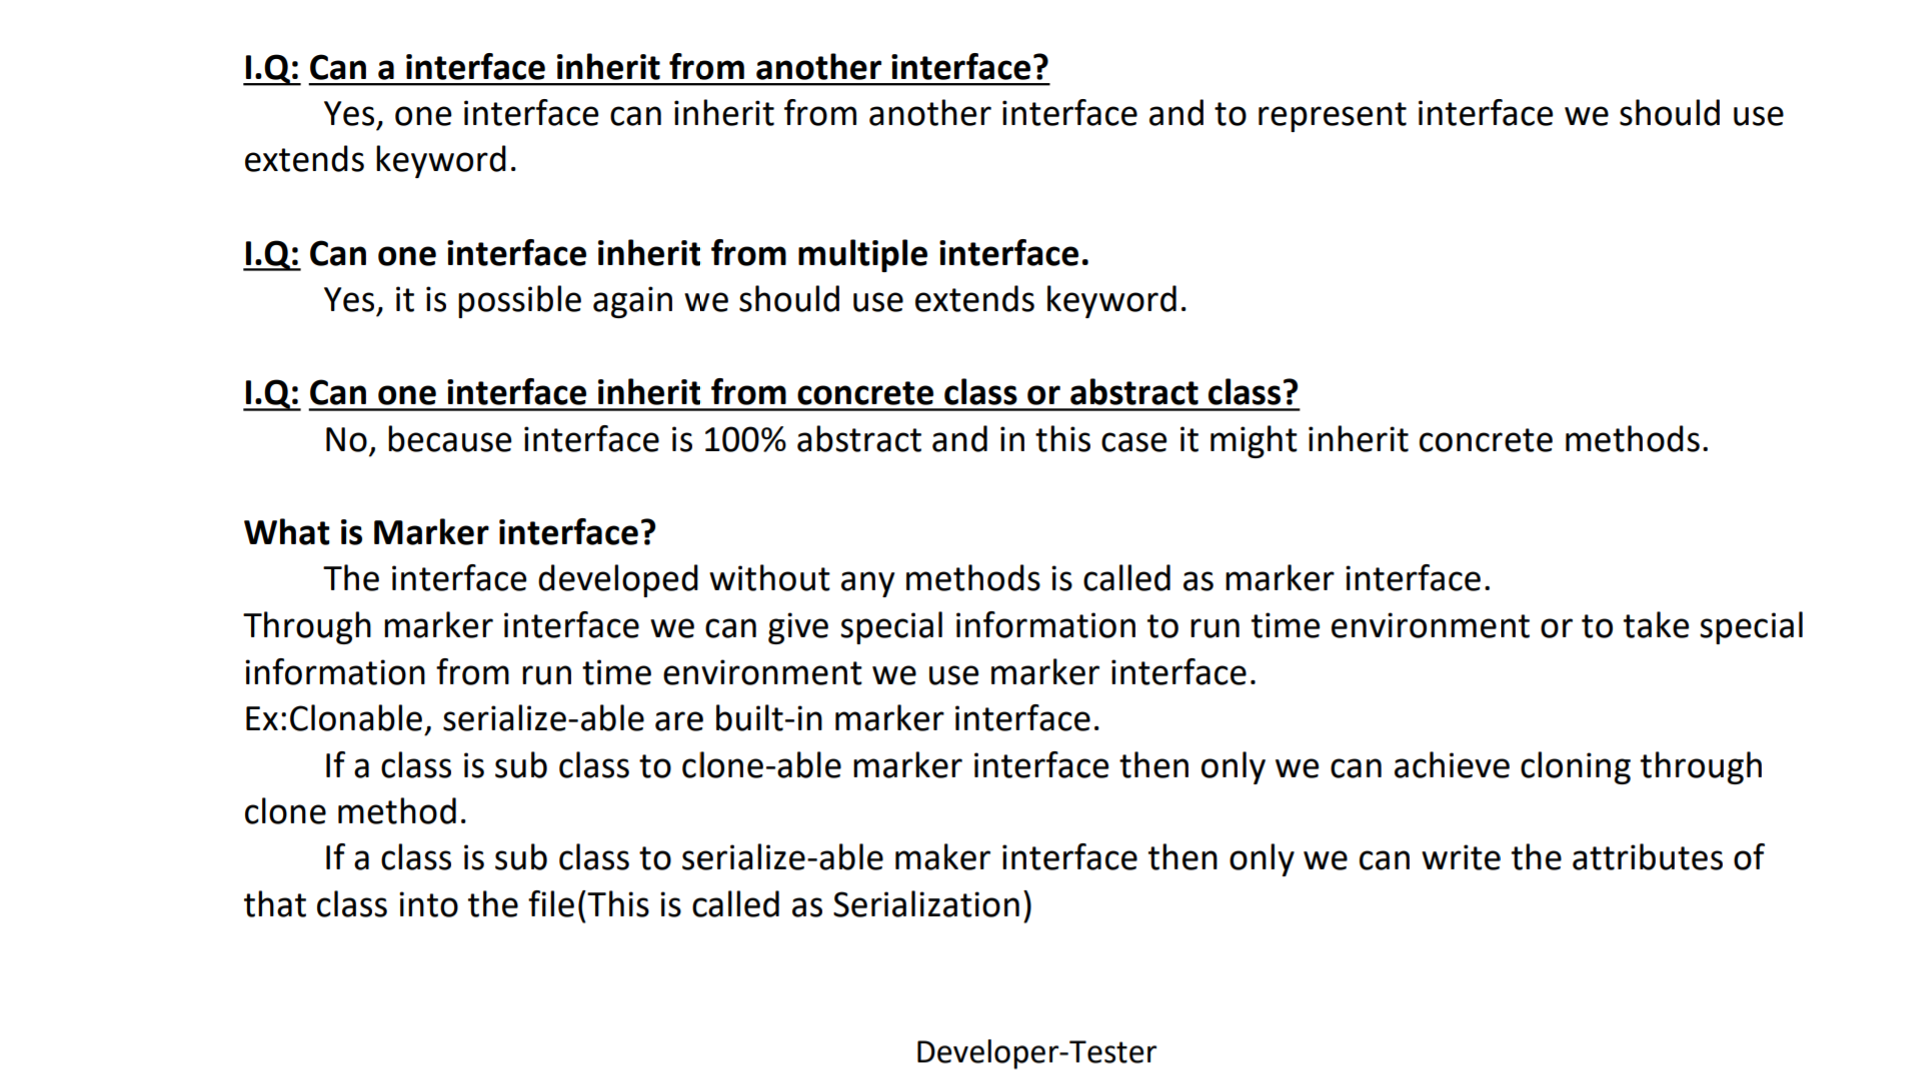 I.Q: Can a interface inherit from another interface?
Yes, one interface can inherit from another interface and to represent interface we should use
extends keyword.
I.Q: Can one interface inherit from multiple interface.
Yes, it is possible again we should use extends keyword.
I.Q: Can one interface inherit from concrete class or abstract class?
No, because interface is 100% abstract and in this case it might inherit concrete methods.
What is Marker interface?
The interface developed without any methods is called as marker interface.
Through marker interface we can give special information to run time environment or to take special
information from run time environment we use marker interface.
Ex:Clonable, serialize-able are built-in marker interface.
If a class is sub class to clone-able marker interface then only we can achieve cloning through
clone method.
If a class is sub class to serialize-able maker interface then only we can write the attributes of
that class into the file(This is called as Serialization)
Developer-Tester